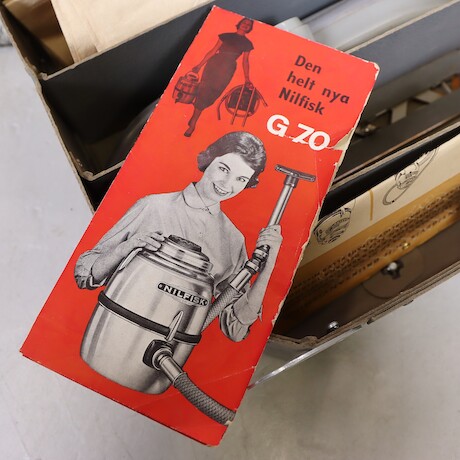 Den
helt nya
Nilfisk
G 70
NILFISK